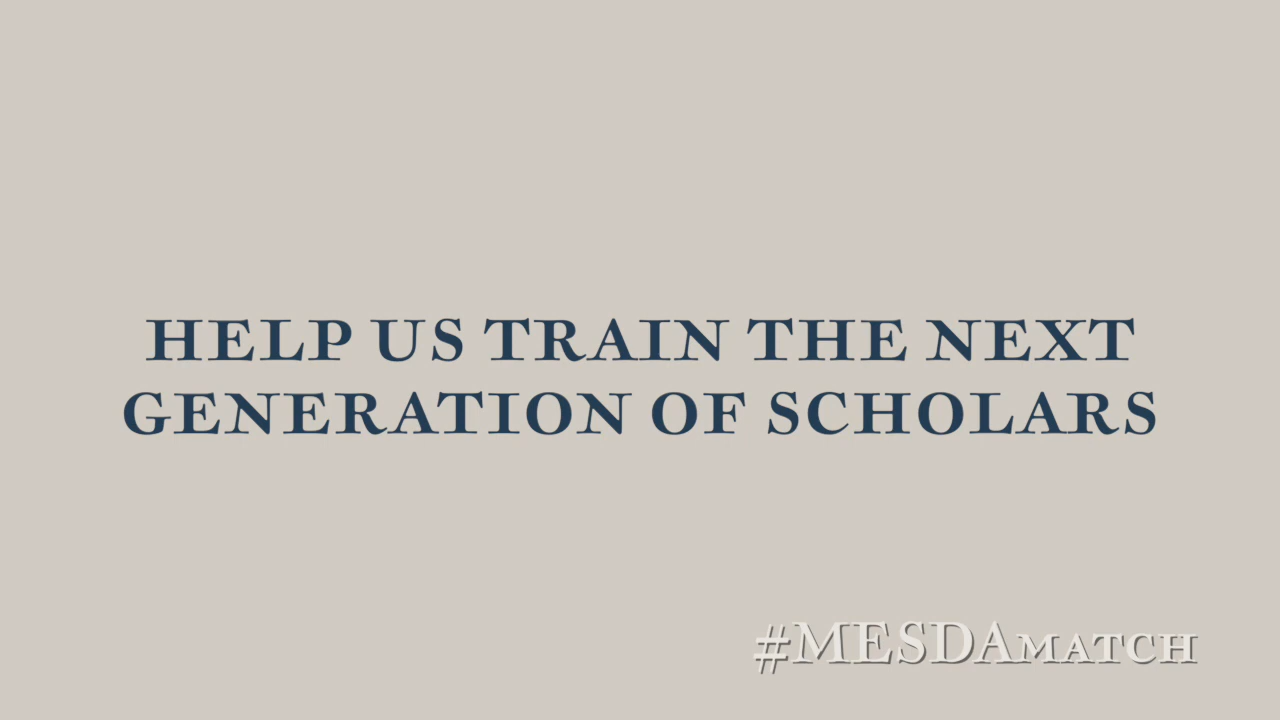 HELP US TRAIN THE NEXT
GENERATION OF SCHOLARS
#MESDAMATCH